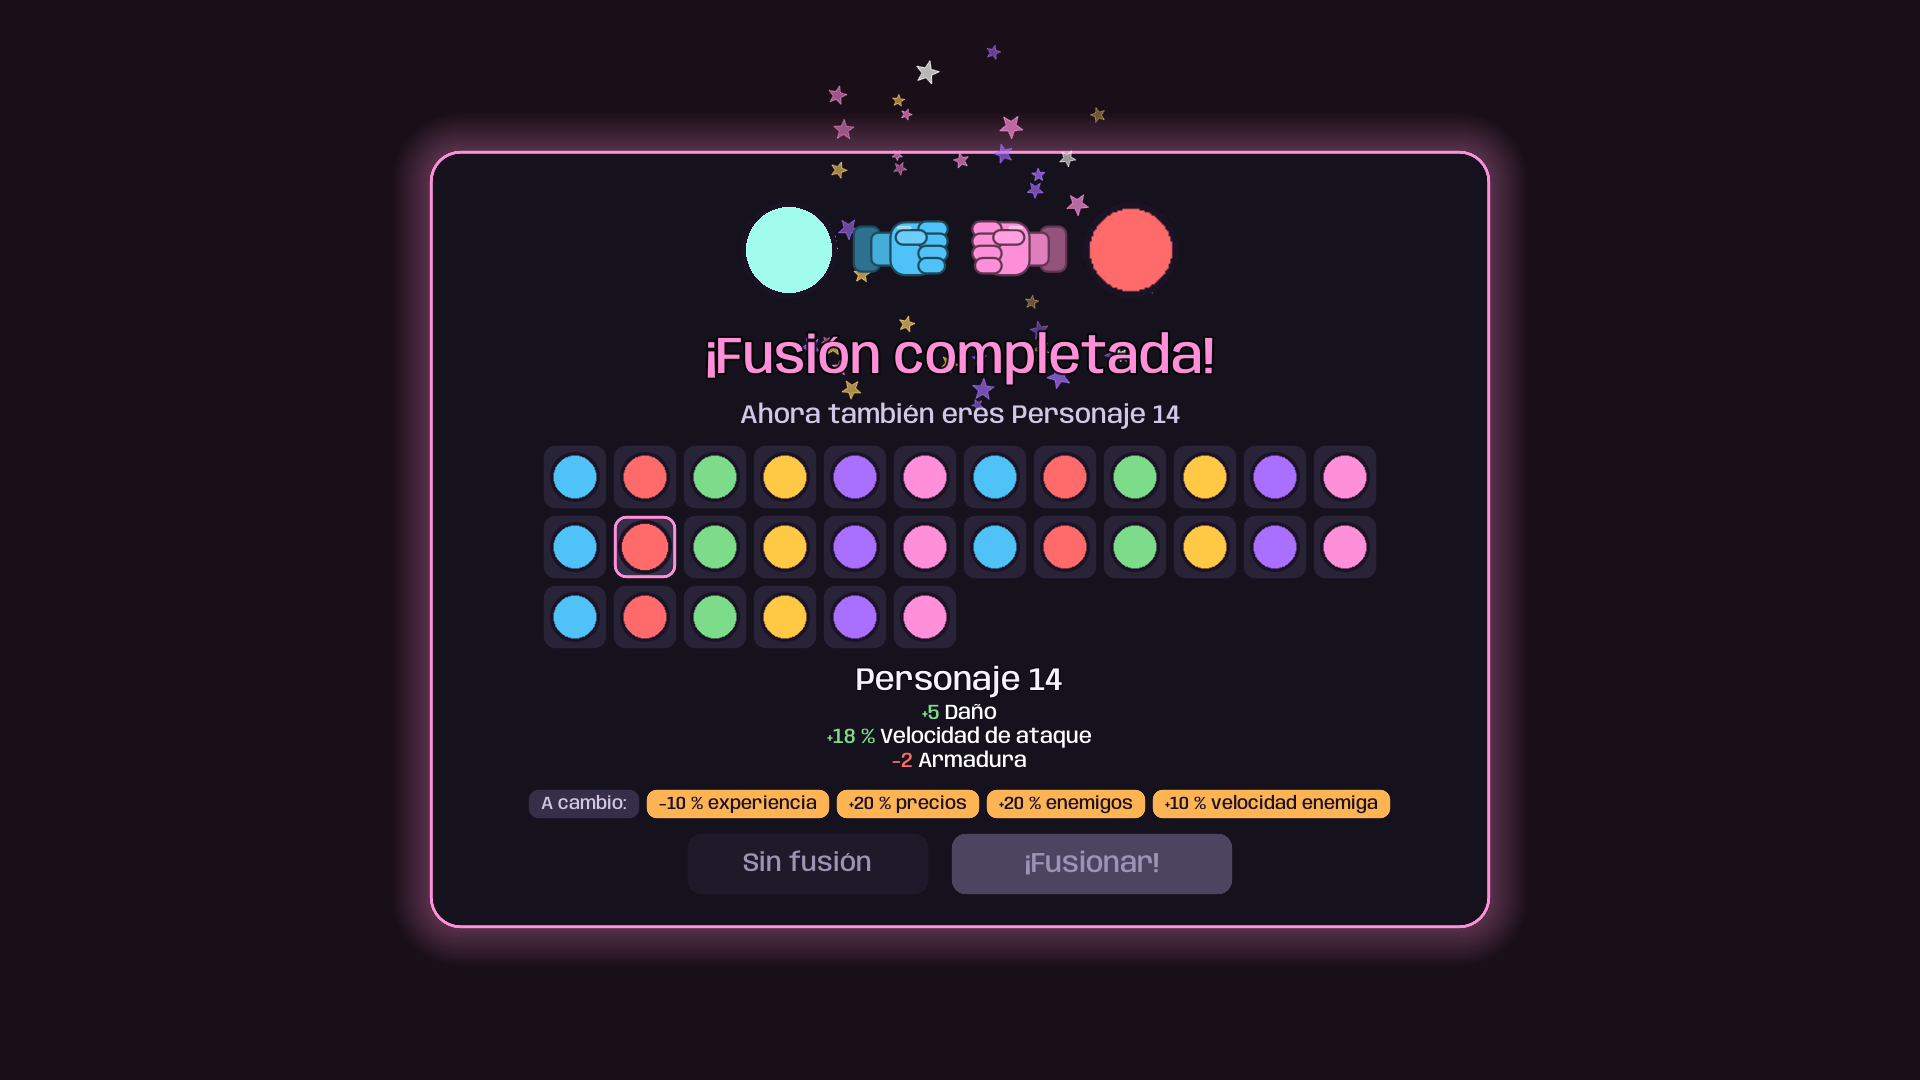 ¡Fusión completada!
Ahora también eres Personaje 14
Personaje 14
+5 Daño
+18 % Velocidad de ataque
-2 Armadura
A cambio: -10 % experiencia +20 % precios +20 % enemigos +10 % velocidad enemiga
Sin fusión ¡Fusionar!